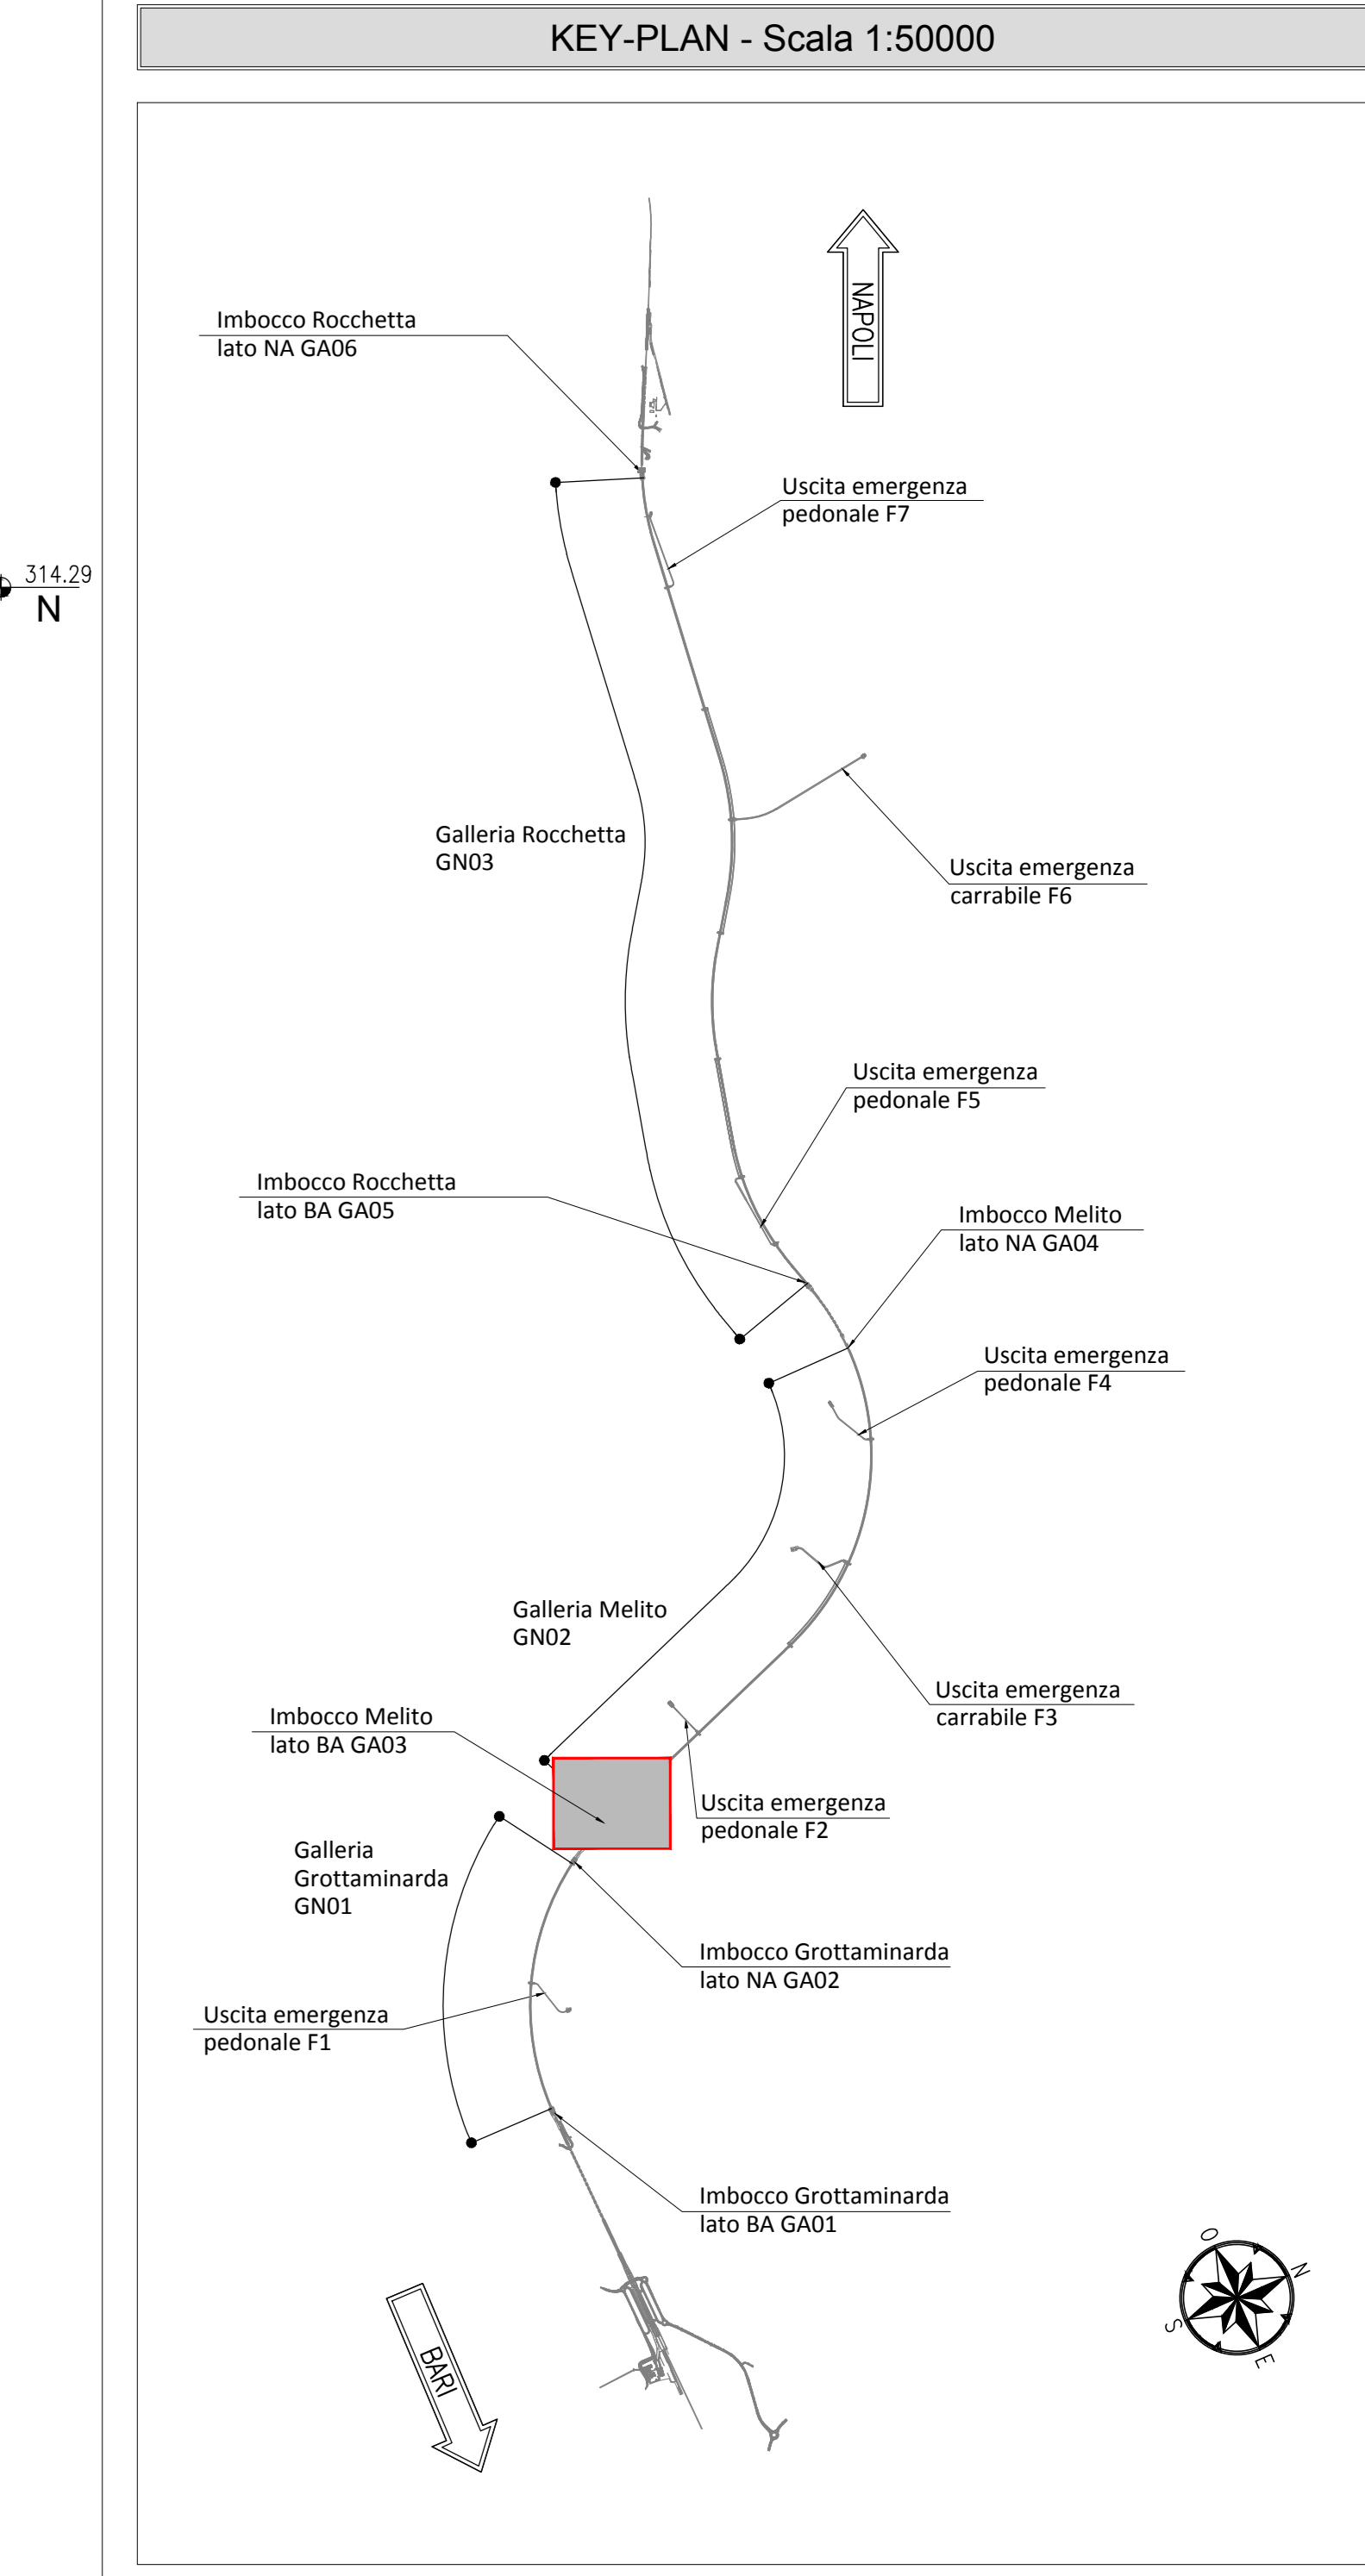 KEY-PLAN - Scala 1:50000
NAPOLI
Imbocco Rocchetta
lato NA GA06
Uscita emergenza
pedonale F7
314.29
N
Galleria Rocchetta
GN03
Uscita emergenza
carrabile F6
Uscita emergenza
pedonale F5
Imbocco Rocchetta
lato BA GA05
Imbocco Melito
lato NA GA04
Uscita emergenza
pedonale F4
Galleria Melito
GN02
Uscita emergenza
carrabile F3
Imbocco Melito
lato BA GA03
Uscita emergenza
pedonale F2
Galleria
Grottaminarda
GN01
Imbocco Grottaminarda
lato NA GA02
Uscita emergenza
pedonale F1
Imbocco Grottaminarda
lato BA GA01
O
N
S
E
BARI